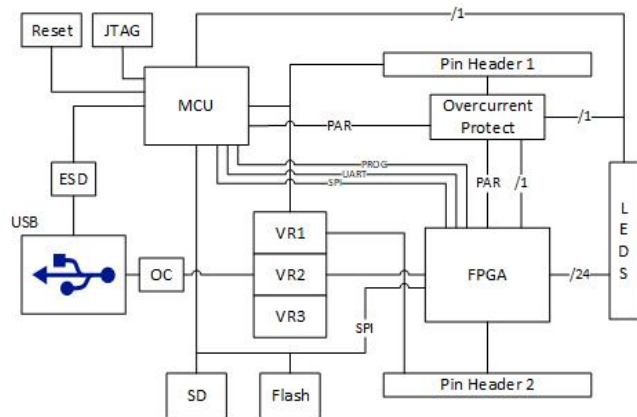 Reset
JTAG
/1
Pin Header 1
MCU
Overcurrent
Protect
PAR
/1
PROG
UART
SPI
PAR
/1
ESD
USB
L
E
D
S
VR1
OC
VR2
FPGA
/24
VR3
SPI
SD
Flash
Pin Header 2